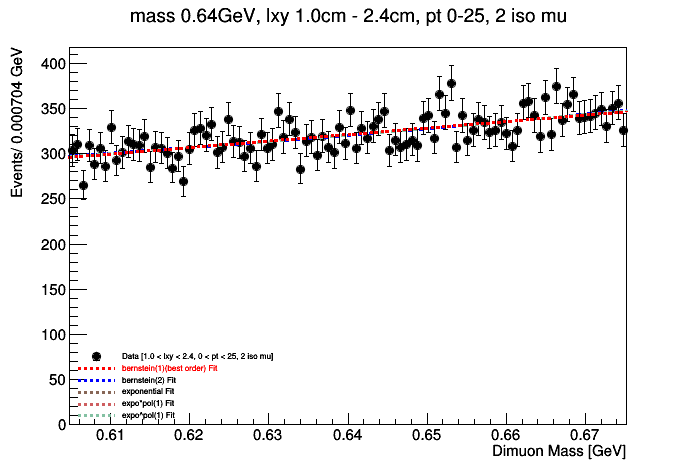 mass 0.64GeV, lxy 1.0cm - 2.4cm, pt 0-25, 2 iso mu
Events/ 0.000704 GeV
400
350
300
250
200
150
100
50
0
Data [1.0 < lxy < 2.4, 0 < pt < 25, 2 iso mu]
bernstein(1)(best order) Fit
bernstein(2) Fit
exponential Fit
expo*pol(1) Fit
expo^pol(1) Fit
0.61 0.62 0.63 0.64 0.65 0.66 0.67
Dimuon Mass [GeV]